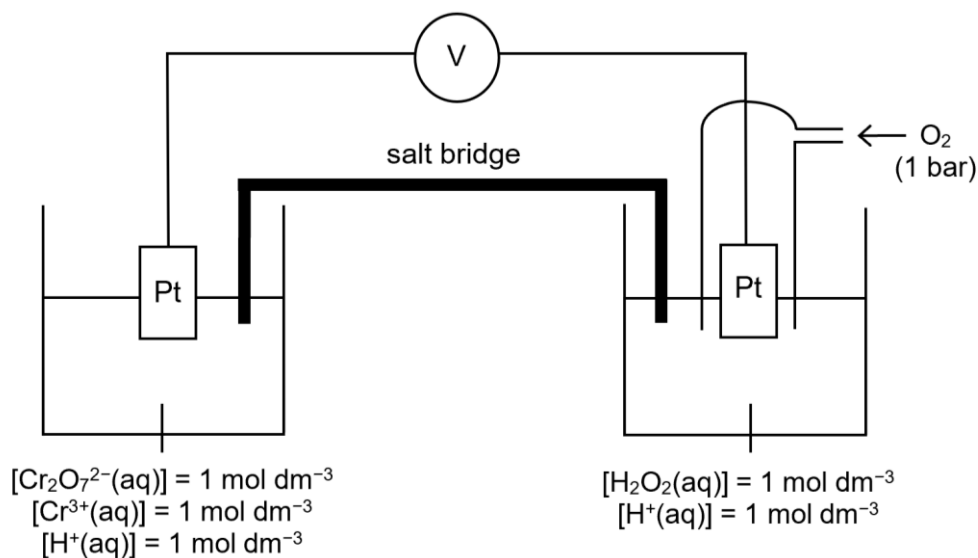 V
salt bridge
← O₂
(1 bar)
Pt
Pt
[Cr₂O₇²⁻(aq)] = 1 mol dm⁻³
[Cr³⁺(aq)] = 1 mol dm⁻³
[H⁺(aq)] = 1 mol dm⁻³
[H₂O₂(aq)] = 1 mol dm⁻³
[H⁺(aq)] = 1 mol dm⁻³